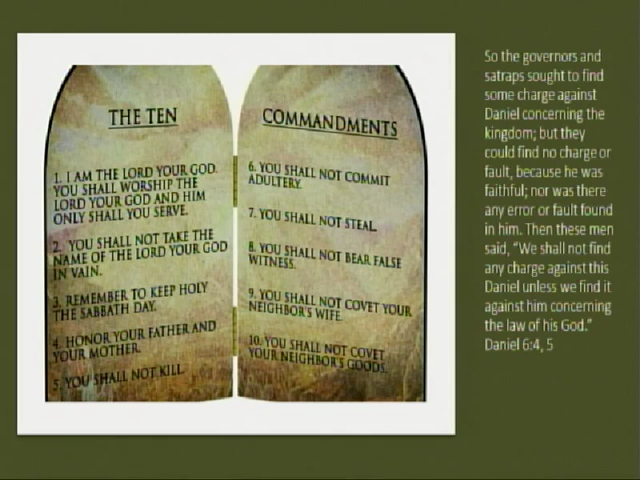 THE TEN
1. I AM THE LORD YOUR GOD.
YOU SHALL WORSHIP THE
LORD YOUR GOD AND HIM
ONLY SHALL YOU SERVE.
2. YOU SHALL NOT TAKE THE
NAME OF THE LORD YOUR GOD
IN VAIN.
3. REMEMBER TO KEEP HOLY
THE SABBATH DAY.
4. HONOR YOUR FATHER AND
YOUR MOTHER.
5. YOU SHALL NOT KILL.
COMMANDMENTS
6. YOU SHALL NOT COMMIT
ADULTERY.
7. YOU SHALL NOT STEAL.
8. YOU SHALL NOT BEAR FALSE
WITNESS.
9. YOU SHALL NOT COVET YOUR
NEIGHBOR'S WIFE.
10. YOU SHALL NOT COVET
YOUR NEIGHBOR'S GOODS.
So the governors and
satraps sought to find
some charge against
Daniel concerning the
kingdom; but they
could find no charge or
fault, because he was
faithful; nor was there
any error or fault found
in him. Then these men
said, “We shall not find
any charge against this
Daniel unless we find it
against him concerning
the law of his God.”
Daniel 6:4, 5